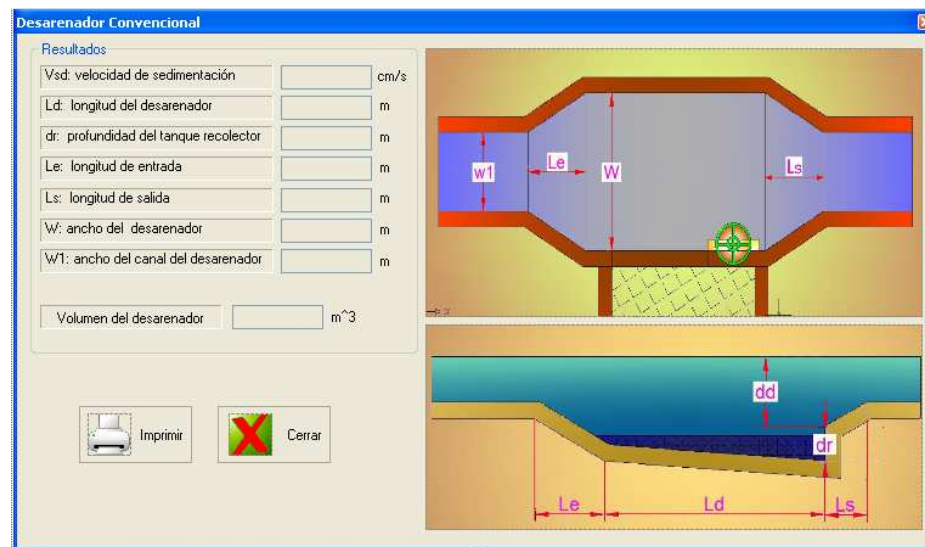 Desarenador Convencional
Resultados
Vsd: velocidad de sedimentación cm/s
Ld: longitud del desarenador m
dr: profundidad del tanque recolector m
Le: longitud de entrada m
Ls: longitud de salida m
W: ancho del desarenador m
W1: ancho del canal del desarenador m
Volumen del desarenador m^3
Imprimir Cerrar
w1 Le W Ls
dd
dr
Le Ld Ls